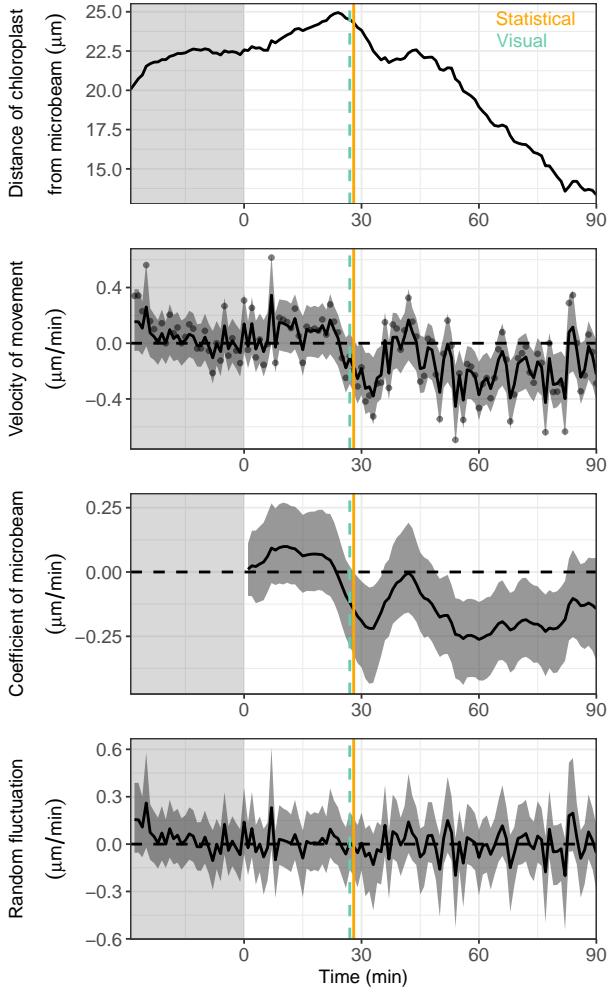 Distance of chloroplast
from microbeam (μm)
25.0
22.5
20.0
17.5
15.0
Statistical
Visual
0
30
60
90
Velocity of movement
(μm/min)
0.4
0.0
−0.4
0
30
60
90
Coefficient of microbeam
(μm/min)
0.25
0.00
−0.25
0
30
60
90
Random fluctuation
(μm/min)
0.6
0.3
0.0
−0.3
−0.6
0
30
60
90
Time (min)